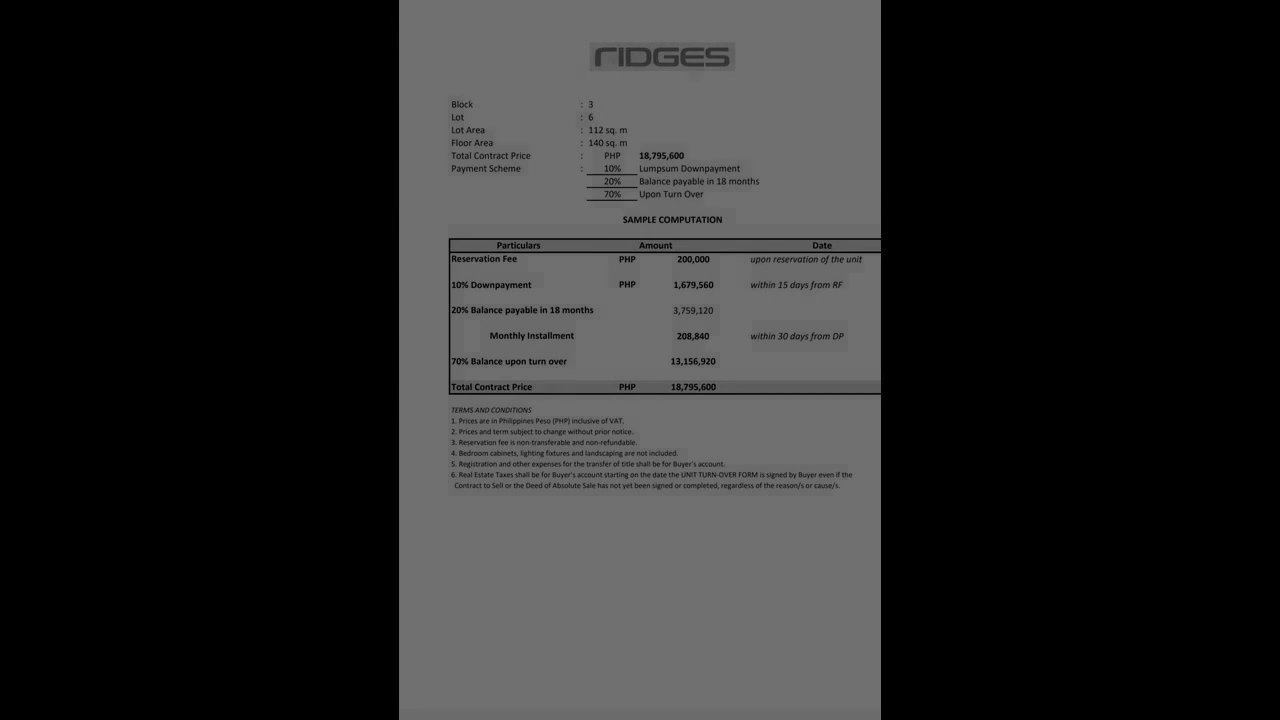 RIDGES
Block : 3
Lot : 6
Lot Area : 112 sq. m
Floor Area : 140 sq. m
Total Contract Price : PHP 18,795,600
Payment Scheme : 10% Lumpsum Downpayment
20% Balance payable in 18 months
70% Upon Turn Over
SAMPLE COMPUTATION
Particulars Amount Date
Reservation Fee PHP 200,000 upon reservation of the unit
10% Downpayment PHP 1,679,560 within 15 days from RF
20% Balance payable in 18 months 3,759,120
Monthly Installment 208,840 within 30 days from DP
70% Balance upon turn over 13,156,920
Total Contract Price PHP 18,795,600
TERMS AND CONDITIONS
1. Prices are in Philippines Peso (PHP) inclusive of VAT.
2. Prices and term subject to change without prior notice.
3. Reservation fee is non-transferable and non-refundable.
4. Bedroom cabinets, lighting fixtures and landscaping are not included.
5. Registration and other expenses for the transfer of title shall be for Buyer's account.
6. Real Estate Taxes shall be for Buyer's account starting on the date the UNIT TURN-OVER FORM is signed by Buyer even if the
Contract to Sell or the Deed of Absolute Sale has not yet been signed or completed, regardless of the reason/s or cause/s.